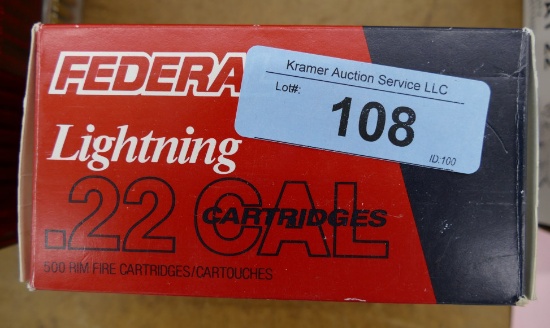 FEDERA
Kramer Auction Service LLC
Lot#:
108
ID:100
Lightning
.22 CAL
CARTRIDGES
500 RIM FIRE CARTRIDGES/CARTOUCHES